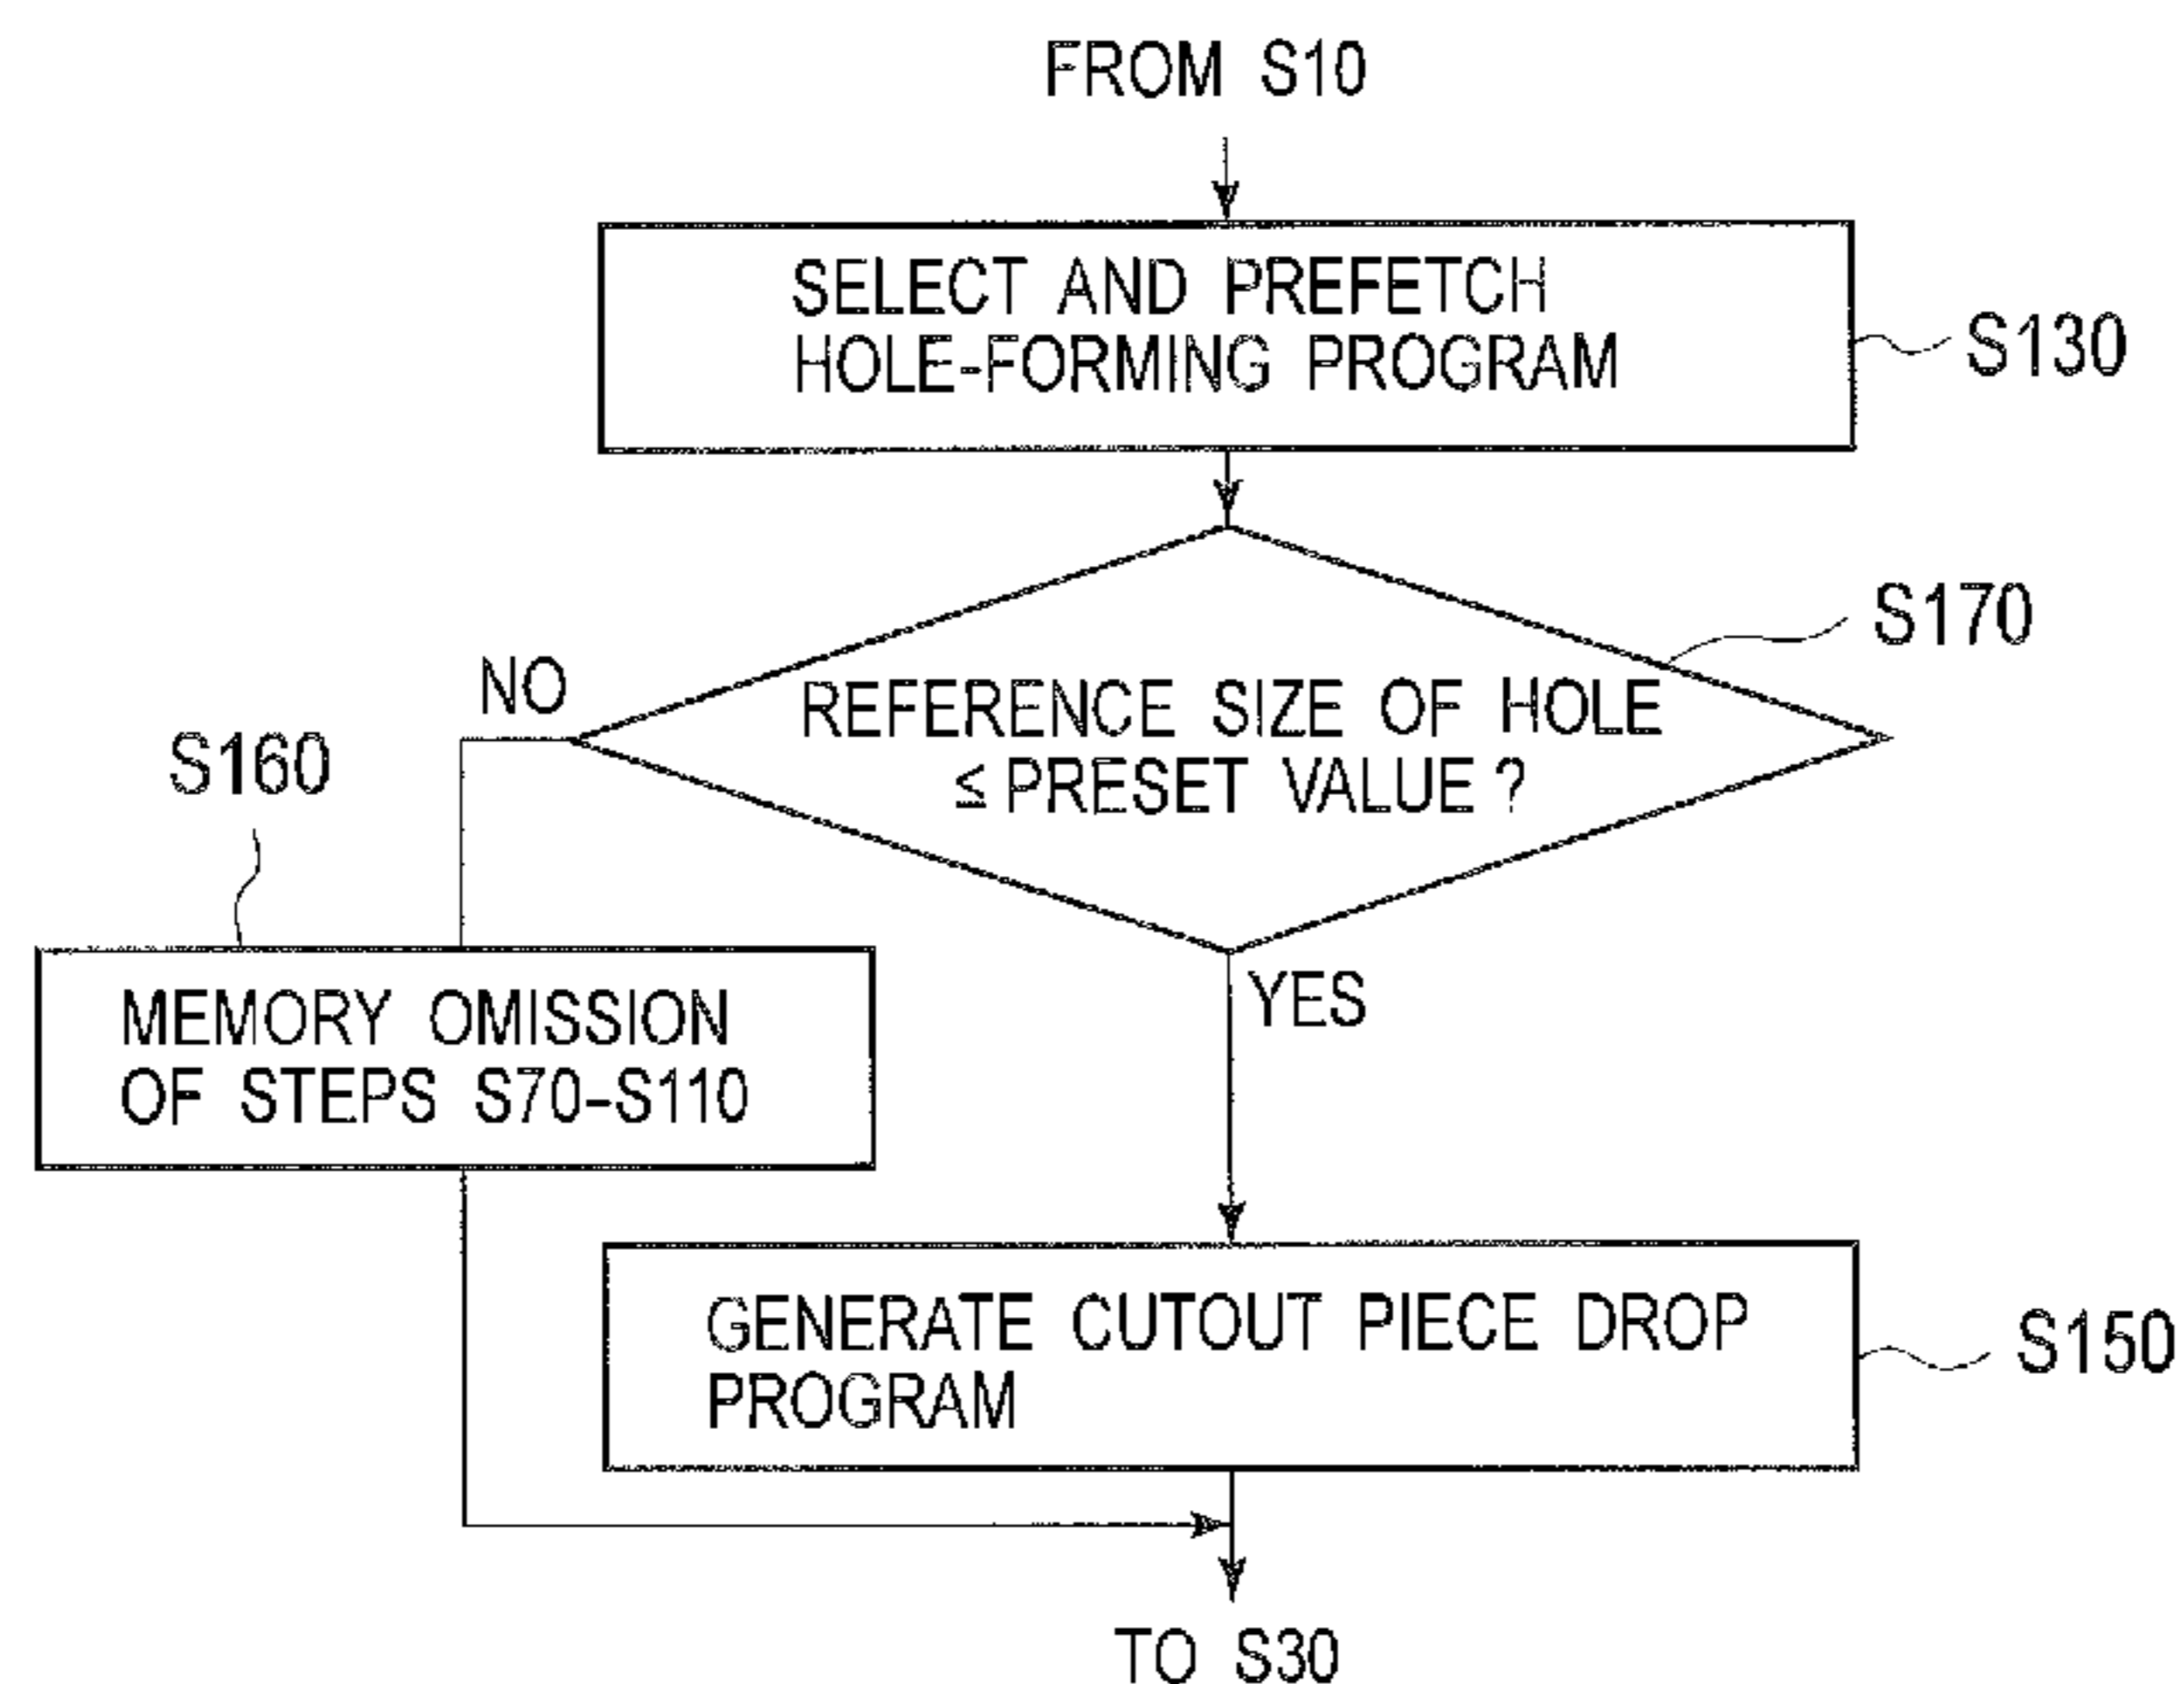 FROM S10
SELECT AND PREFETCH
HOLE-FORMING PROGRAM
S130
S170
NO
REFERENCE SIZE OF HOLE
≤ PRESET VALUE ?
S160
YES
MEMORY OMISSION
OF STEPS S70-S110
GENERATE CUTOUT PIECE DROP
PROGRAM
S150
TO S30